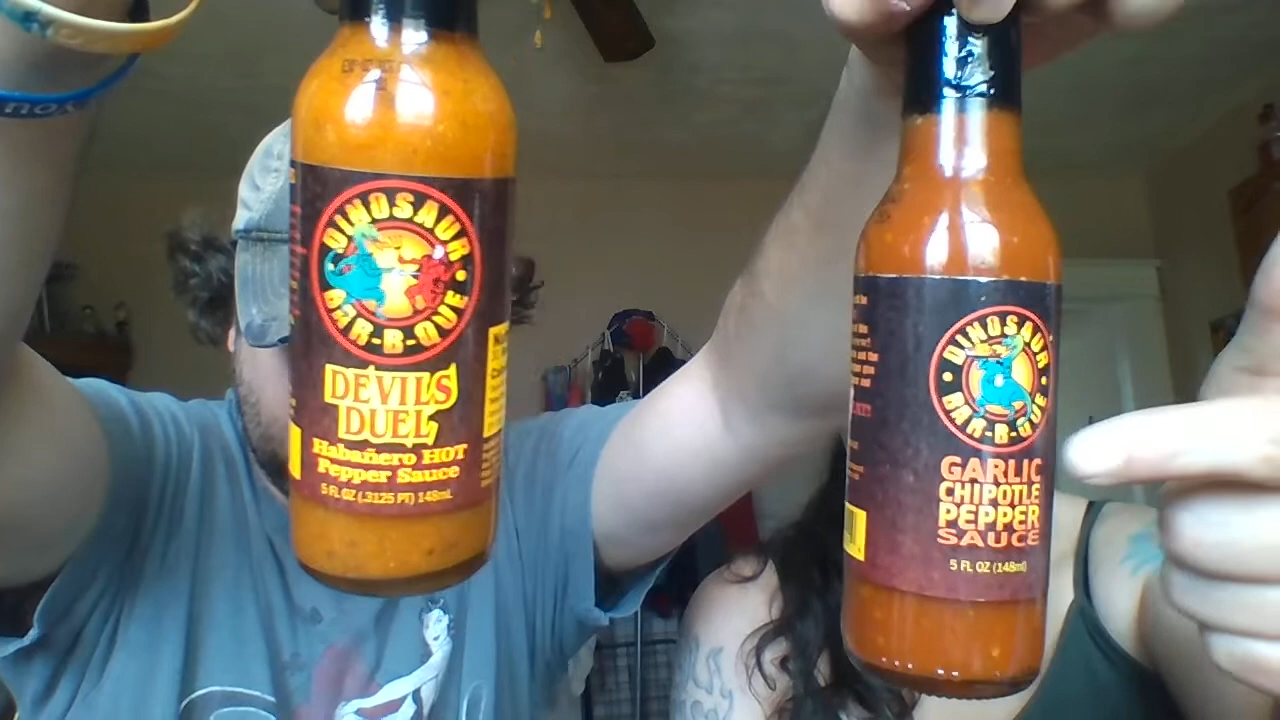 DINOSAUR
BAR-B-QUE
DEVILS
DUEL
Habañero HOT
Pepper Sauce
5 FL OZ (.3125 PT) 148mL
DINOSAUR
BAR-B-QUE
GARLIC
CHIPOTLE
PEPPER
SAUCE
5 FL OZ (148ml)
you